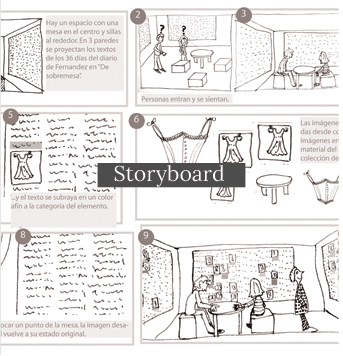 Hay un espacio con una
mesa en el centro y sillas
al rededor. En 3 paredes
se proyectan los textos
de los 36 días del diario
de Fernandez en "De
sobremesa".
2
? ?
Personas entran y se sientan.
3
5
...y el texto se subraya en un color
afin a la categoría del elemento.
6
Las imágene
das desde co
imágenes en
material del
colección de
Storyboard
8
ocar un punto de la mesa, la imagen desa-
l vuelve a su estado original.
9